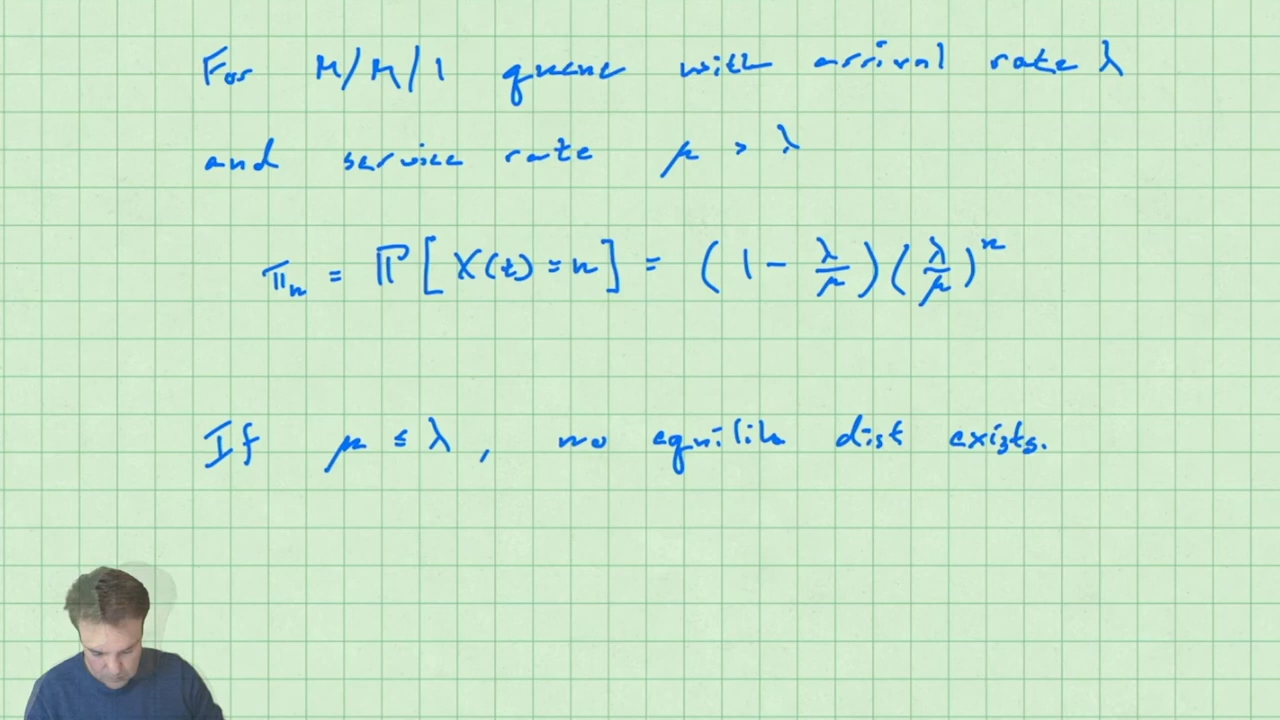 For M/M/1 queue with arrival rate λ
and service rate μ > λ
π_n = ℙ[X(t) = n] = (1 - λ/μ)(λ/μ)^n
If μ ≤ λ, no equilib dist exists.